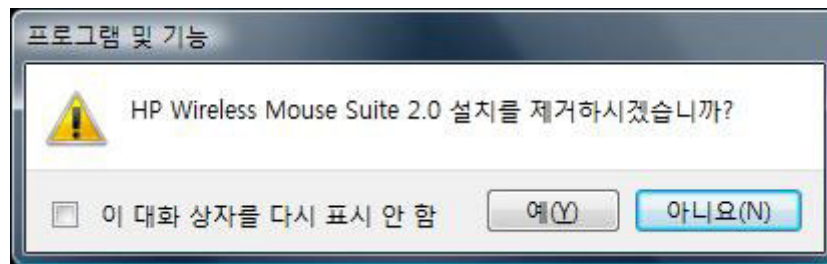 프로그램 및 기능
HP Wireless Mouse Suite 2.0 설치를 제거하시겠습니까?
이 대화 상자를 다시 표시 안 함
예(Y)
아니요(N)